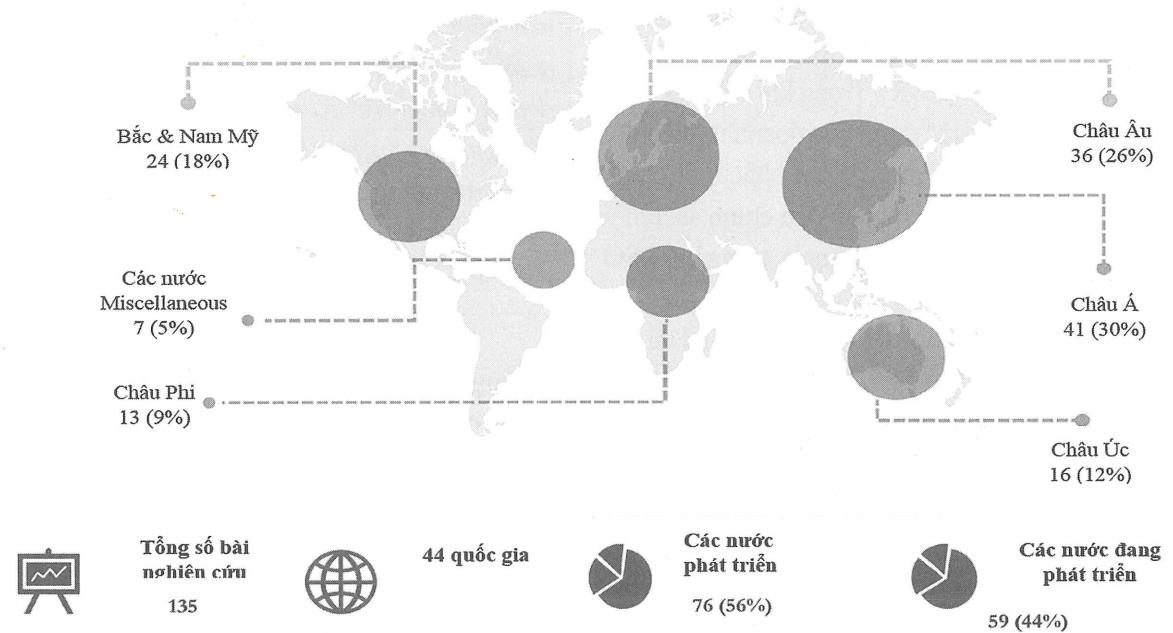 Bắc & Nam Mỹ
24 (18%)
Châu Âu
36 (26%)
Các nước
Miscellaneous
7 (5%)
Châu Á
41 (30%)
Châu Phi
13 (9%)
Châu Úc
16 (12%)
Tổng số bài
nghiên cứu
135
44 quốc gia
Các nước
phát triển
76 (56%)
Các nước đang
phát triển
59 (44%)